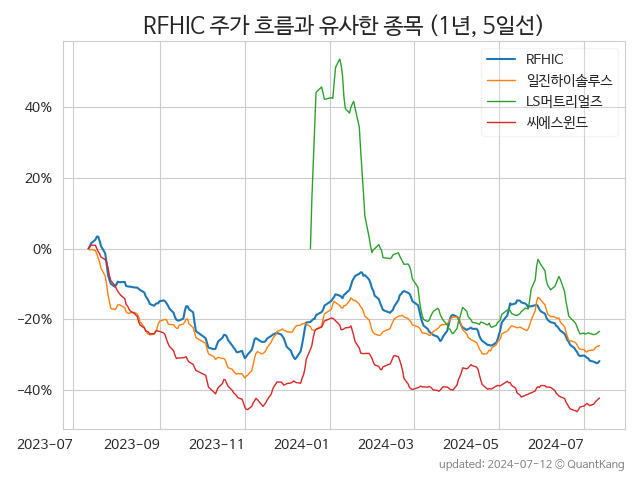 RFHIC 주가 흐름과 유사한 종목 (1년, 5일선)
RFHIC
일진하이솔루스
LS머트리얼즈
씨에스윈드
40%
20%
0%
−20%
−40%
2023-07
2023-09
2023-11
2024-01
2024-03
2024-05
2024-07
updated: 2024-07-12 © QuantKang